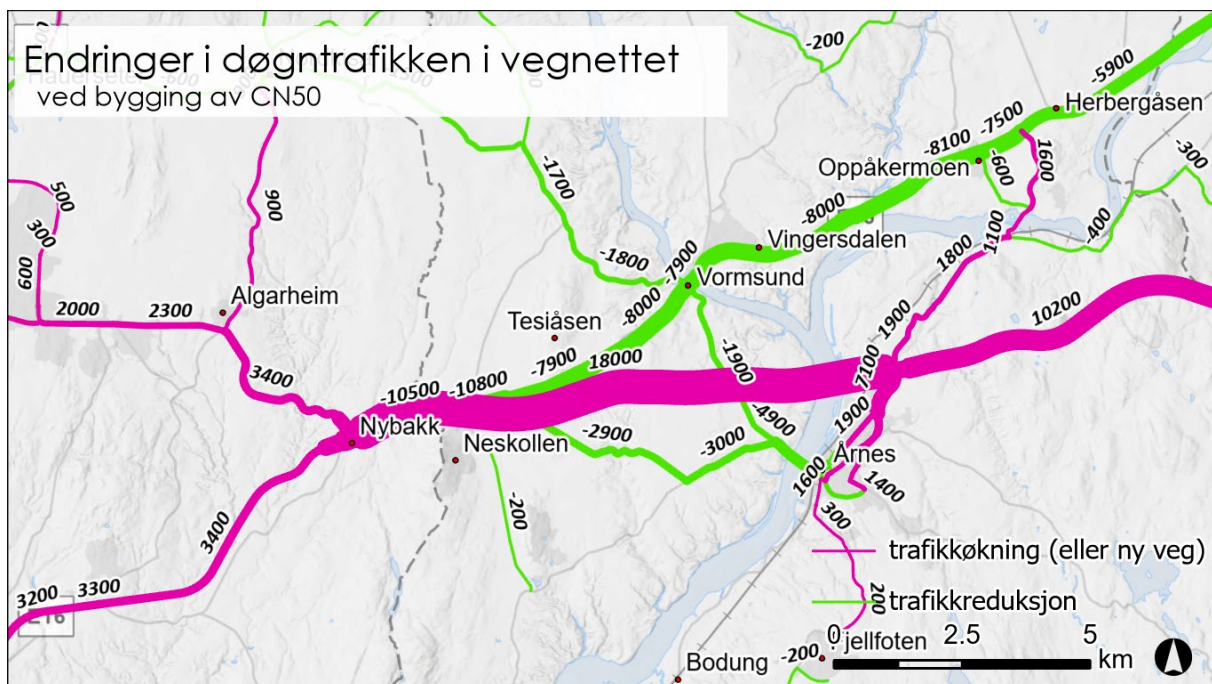 Endringer i døgntrafikken i vegnettet
ved bygging av CN50
-200
-5900
Herbergåsen
-7500
-8100
Oppåkermoen
-600
1600
-300
-1700
500
900
300
-8000
1100
-400
600
-1800
-7900
Vingersdalen
1800
Algarheim
Vormsund
2000
2300
-8000
1900
10200
Tesiåsen
-7900
18000
-1900
7100
3400
-10500
-10800
-4900
1900
Nybakk
-2900
-3000
Neskollen
Årnes
1600
1400
-200
300
3400
trafikkøkning (eller ny veg)
3200
3300
200
trafikkreduksjon
E16
0
2.5
5
km
jellfoten
-200
Bodung